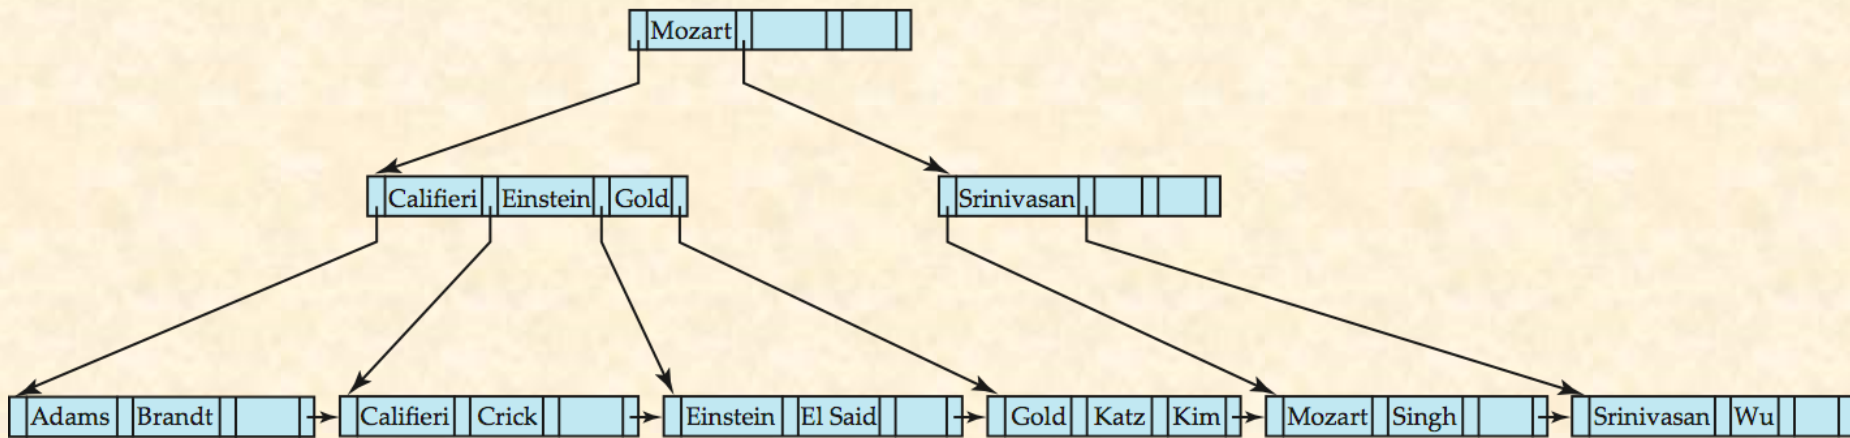 Mozart
Califieri Einstein Gold Srinivasan
Adams Brandt Califieri Crick Einstein El Said Gold Katz Kim Mozart Singh Srinivasan Wu